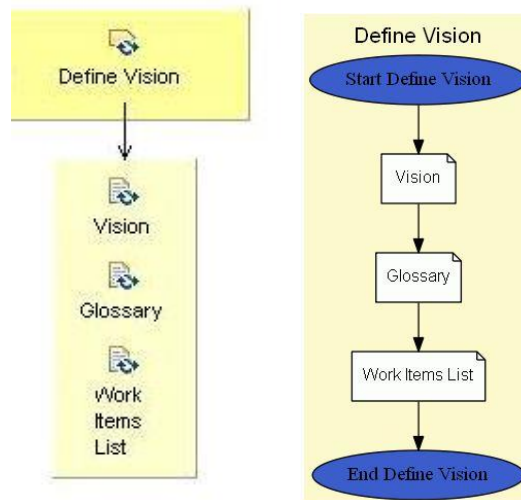 Define Vision
Vision
Glossary
Work
Items
List
Define Vision
Start Define Vision
Vision
Glossary
Work Items List
End Define Vision